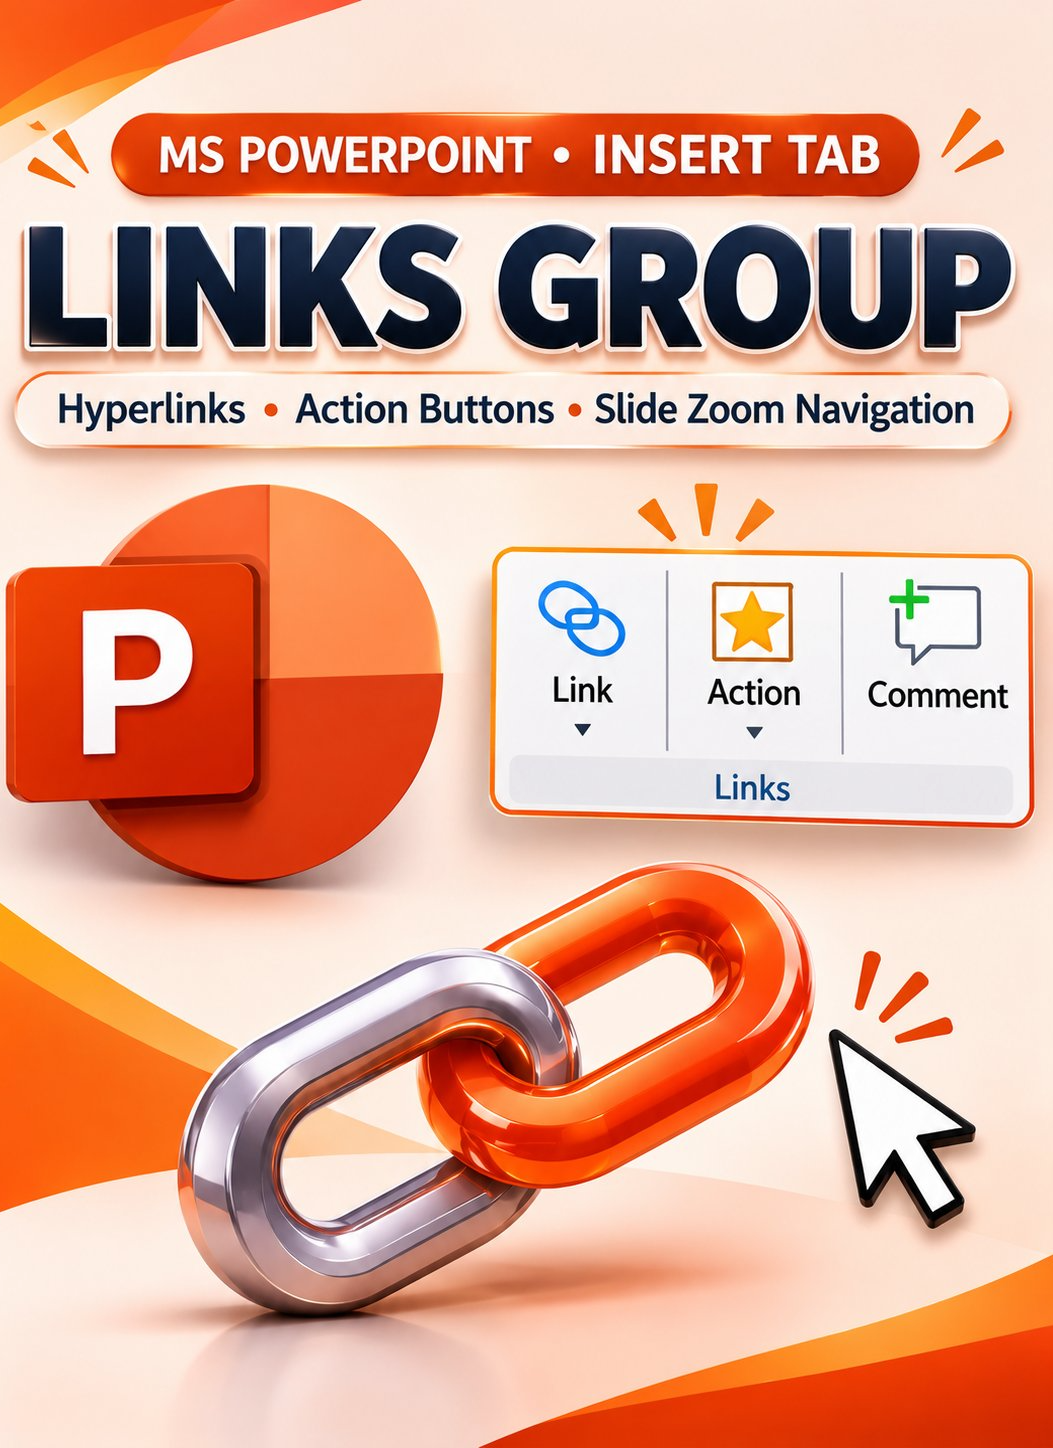 MS POWERPOINT • INSERT TAB
LINKS GROUP
Hyperlinks • Action Buttons • Slide Zoom Navigation
P
Link
Action
Comment
Links